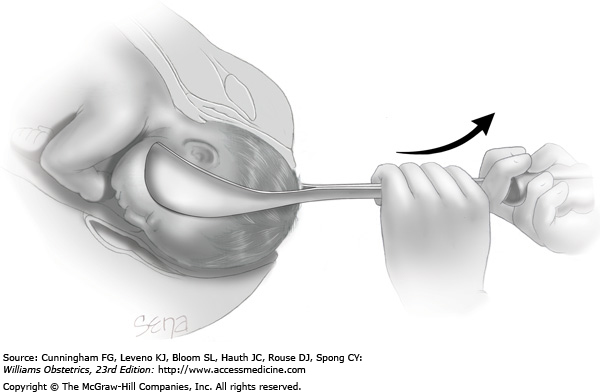 Sena
Source: Cunningham FG, Leveno KJ, Bloom SL, Hauth JC, Rouse DJ, Spong CY:
Williams Obstetrics, 23rd Edition: http://www.accessmedicine.com
Copyright © The McGraw-Hill Companies, Inc. All rights reserved.